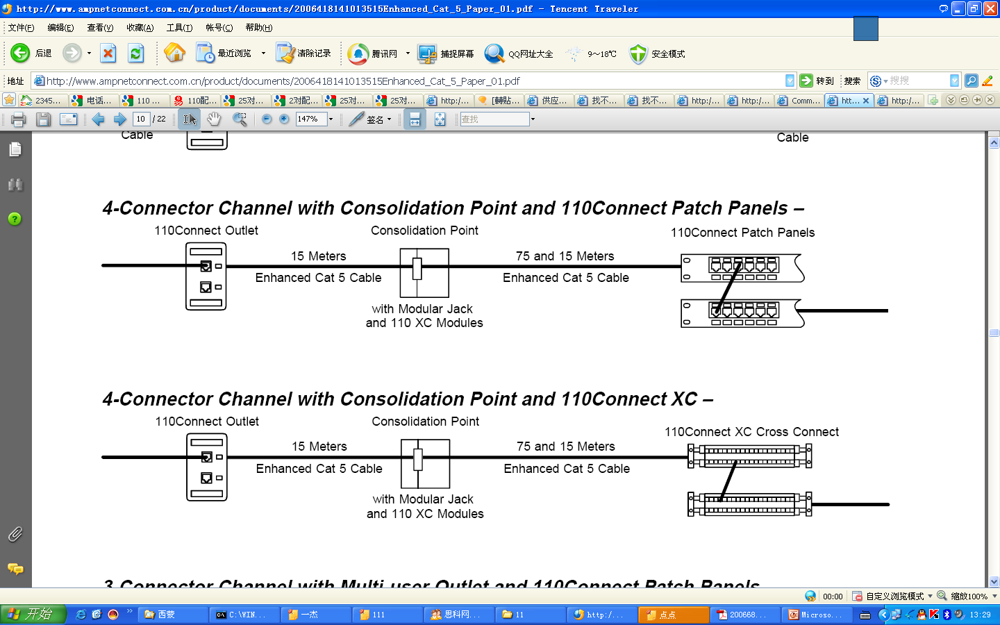 http://www.ampnetconnect.com.cn/product/documents/2006418141013515Enhanced_Cat_5_Paper_01.pdf - Tencent Traveler
文件(F) 编辑(E) 查看(V) 收藏(A) 工具(T) 帐号(C) 帮助(H)
后退 最近浏览 清除记录 腾讯网 捕捉屏幕 QQ网址大全 9~18℃ 安全模式
地址 http://www.ampnetconnect.com.cn/product/documents/2006418141013515Enhanced_Cat_5_Paper_01.pdf 转到 搜索 搜搜
2345... 电话... 110 ... 110配... 25对... 2对配... 25对... 25对... http:/... [轉貼... 供应... 找不... 找不... http:/... http:/... Comm... htt... http:/...
10 / 22 147% 签名 查找
Cable Cable
4-Connector Channel with Consolidation Point and 110Connect Patch Panels –
110Connect Outlet Consolidation Point 110Connect Patch Panels
15 Meters 75 and 15 Meters
Enhanced Cat 5 Cable Enhanced Cat 5 Cable
with Modular Jack
and 110 XC Modules
4-Connector Channel with Consolidation Point and 110Connect XC –
110Connect Outlet Consolidation Point 110Connect XC Cross Connect
15 Meters 75 and 15 Meters
Enhanced Cat 5 Cable Enhanced Cat 5 Cable
with Modular Jack
and 110 XC Modules
3-Connector Channel with Multi-user Outlet and 110Connect Patch Panels
00:00 自定义浏览模式 缩放100%
开始 西蒙 C:\WIN... 一杰 111 思科网... 11 http:/... 点点 200668... Microso... 13:29